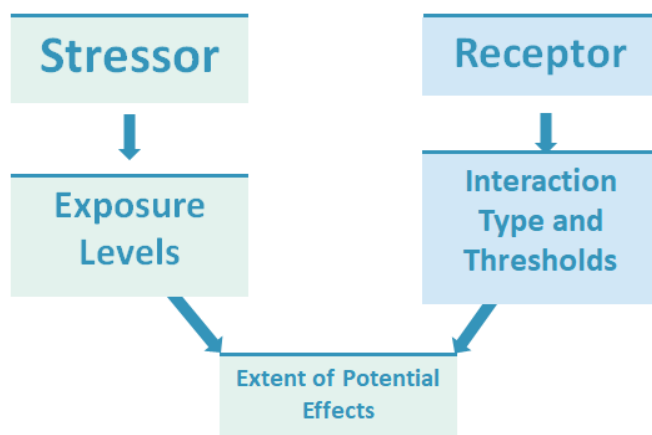 Stressor
Receptor
Exposure
Levels
Interaction
Type and
Thresholds
Extent of Potential
Effects